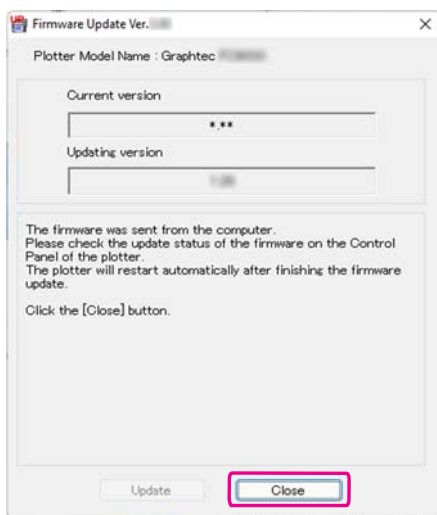 Firmware Update Ver.
Plotter Model Name : Graphtec
Current version
*.**
Updating version
The firmware was sent from the computer.
Please check the update status of the firmware on the Control
Panel of the plotter.
The plotter will restart automatically after finishing the firmware
update.
Click the [Close] button.
Update
Close